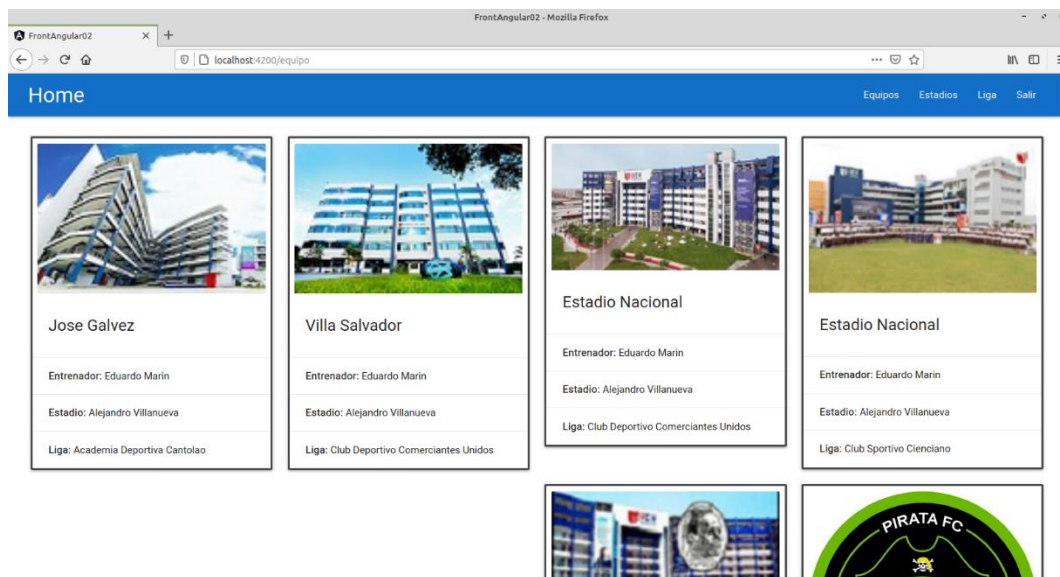 FrontAngular02 - Mozilla Firefox
FrontAngular02
localhost:4200/equipo
Home
Equipos Estadios Liga Salir
Jose Galvez
Entrenador: Eduardo Marin
Estadio: Alejandro Villanueva
Liga: Academia Deportiva Cantolao
Villa Salvador
Entrenador: Eduardo Marin
Estadio: Alejandro Villanueva
Liga: Club Deportivo Comerciantes Unidos
Estadio Nacional
Entrenador: Eduardo Marin
Estadio: Alejandro Villanueva
Liga: Club Deportivo Comerciantes Unidos
Estadio Nacional
Entrenador: Eduardo Marin
Estadio: Alejandro Villanueva
Liga: Club Sportivo Cienciano
PIRATA FC